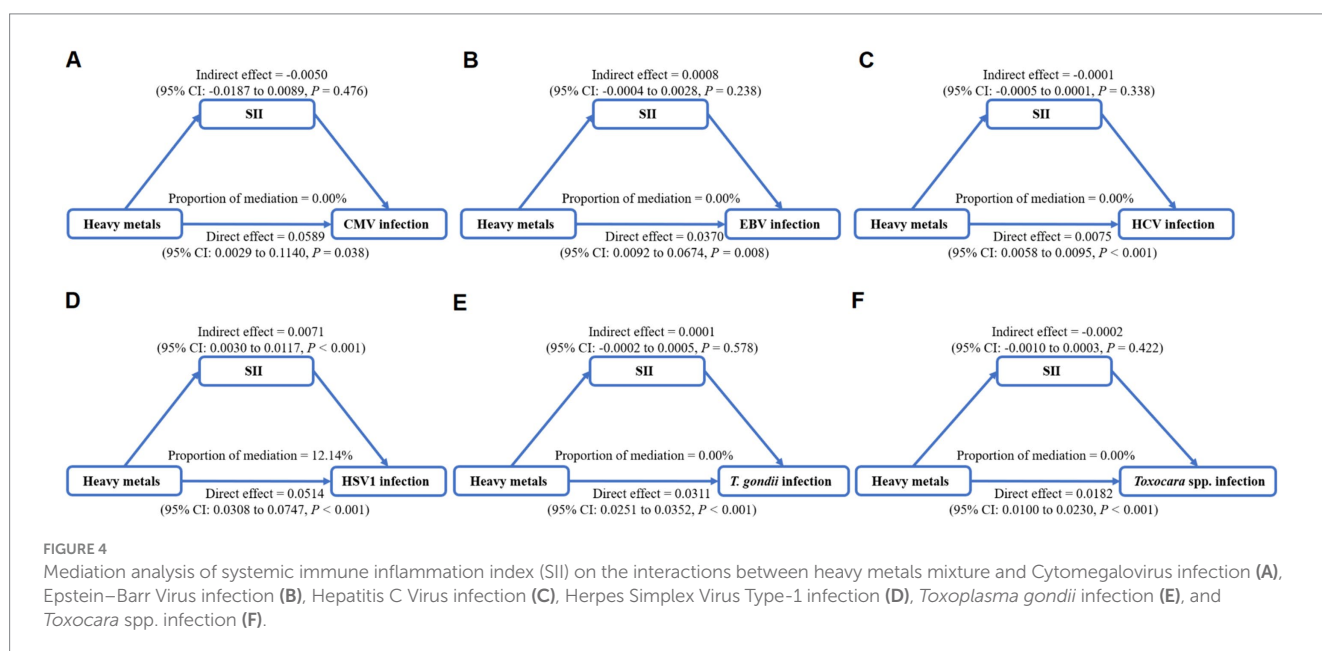 A
Indirect effect = -0.0050
(95% CI: -0.0187 to 0.0089, P = 0.476)
SII
Proportion of mediation = 0.00%
Heavy metals
CMV infection
Direct effect = 0.0589
(95% CI: 0.0029 to 0.1140, P = 0.038)
B
Indirect effect = 0.0008
(95% CI: -0.0004 to 0.0028, P = 0.238)
SII
Proportion of mediation = 0.00%
Heavy metals
EBV infection
Direct effect = 0.0370
(95% CI: 0.0092 to 0.0674, P = 0.008)
C
Indirect effect = -0.0001
(95% CI: -0.0005 to 0.0001, P = 0.338)
SII
Proportion of mediation = 0.00%
Heavy metals
HCV infection
Direct effect = 0.0075
(95% CI: 0.0058 to 0.0095, P < 0.001)
D
Indirect effect = 0.0071
(95% CI: 0.0030 to 0.0117, P < 0.001)
SII
Proportion of mediation = 12.14%
Heavy metals
HSV1 infection
Direct effect = 0.0514
(95% CI: 0.0308 to 0.0747, P < 0.001)
E
Indirect effect = 0.0001
(95% CI: -0.0002 to 0.0005, P = 0.578)
SII
Proportion of mediation = 0.00%
Heavy metals
T. gondii infection
Direct effect = 0.0311
(95% CI: 0.0251 to 0.0352, P < 0.001)
F
Indirect effect = -0.0002
(95% CI: -0.0010 to 0.0003, P = 0.422)
SII
Proportion of mediation = 0.00%
Heavy metals
Toxocara spp. infection
Direct effect = 0.0182
(95% CI: 0.0100 to 0.0230, P < 0.001)
FIGURE 4
Mediation analysis of systemic immune inflammation index (SII) on the interactions between heavy metals mixture and Cytomegalovirus infection (A),
Epstein–Barr Virus infection (B), Hepatitis C Virus infection (C), Herpes Simplex Virus Type-1 infection (D), Toxoplasma gondii infection (E), and
Toxocara spp. infection (F).